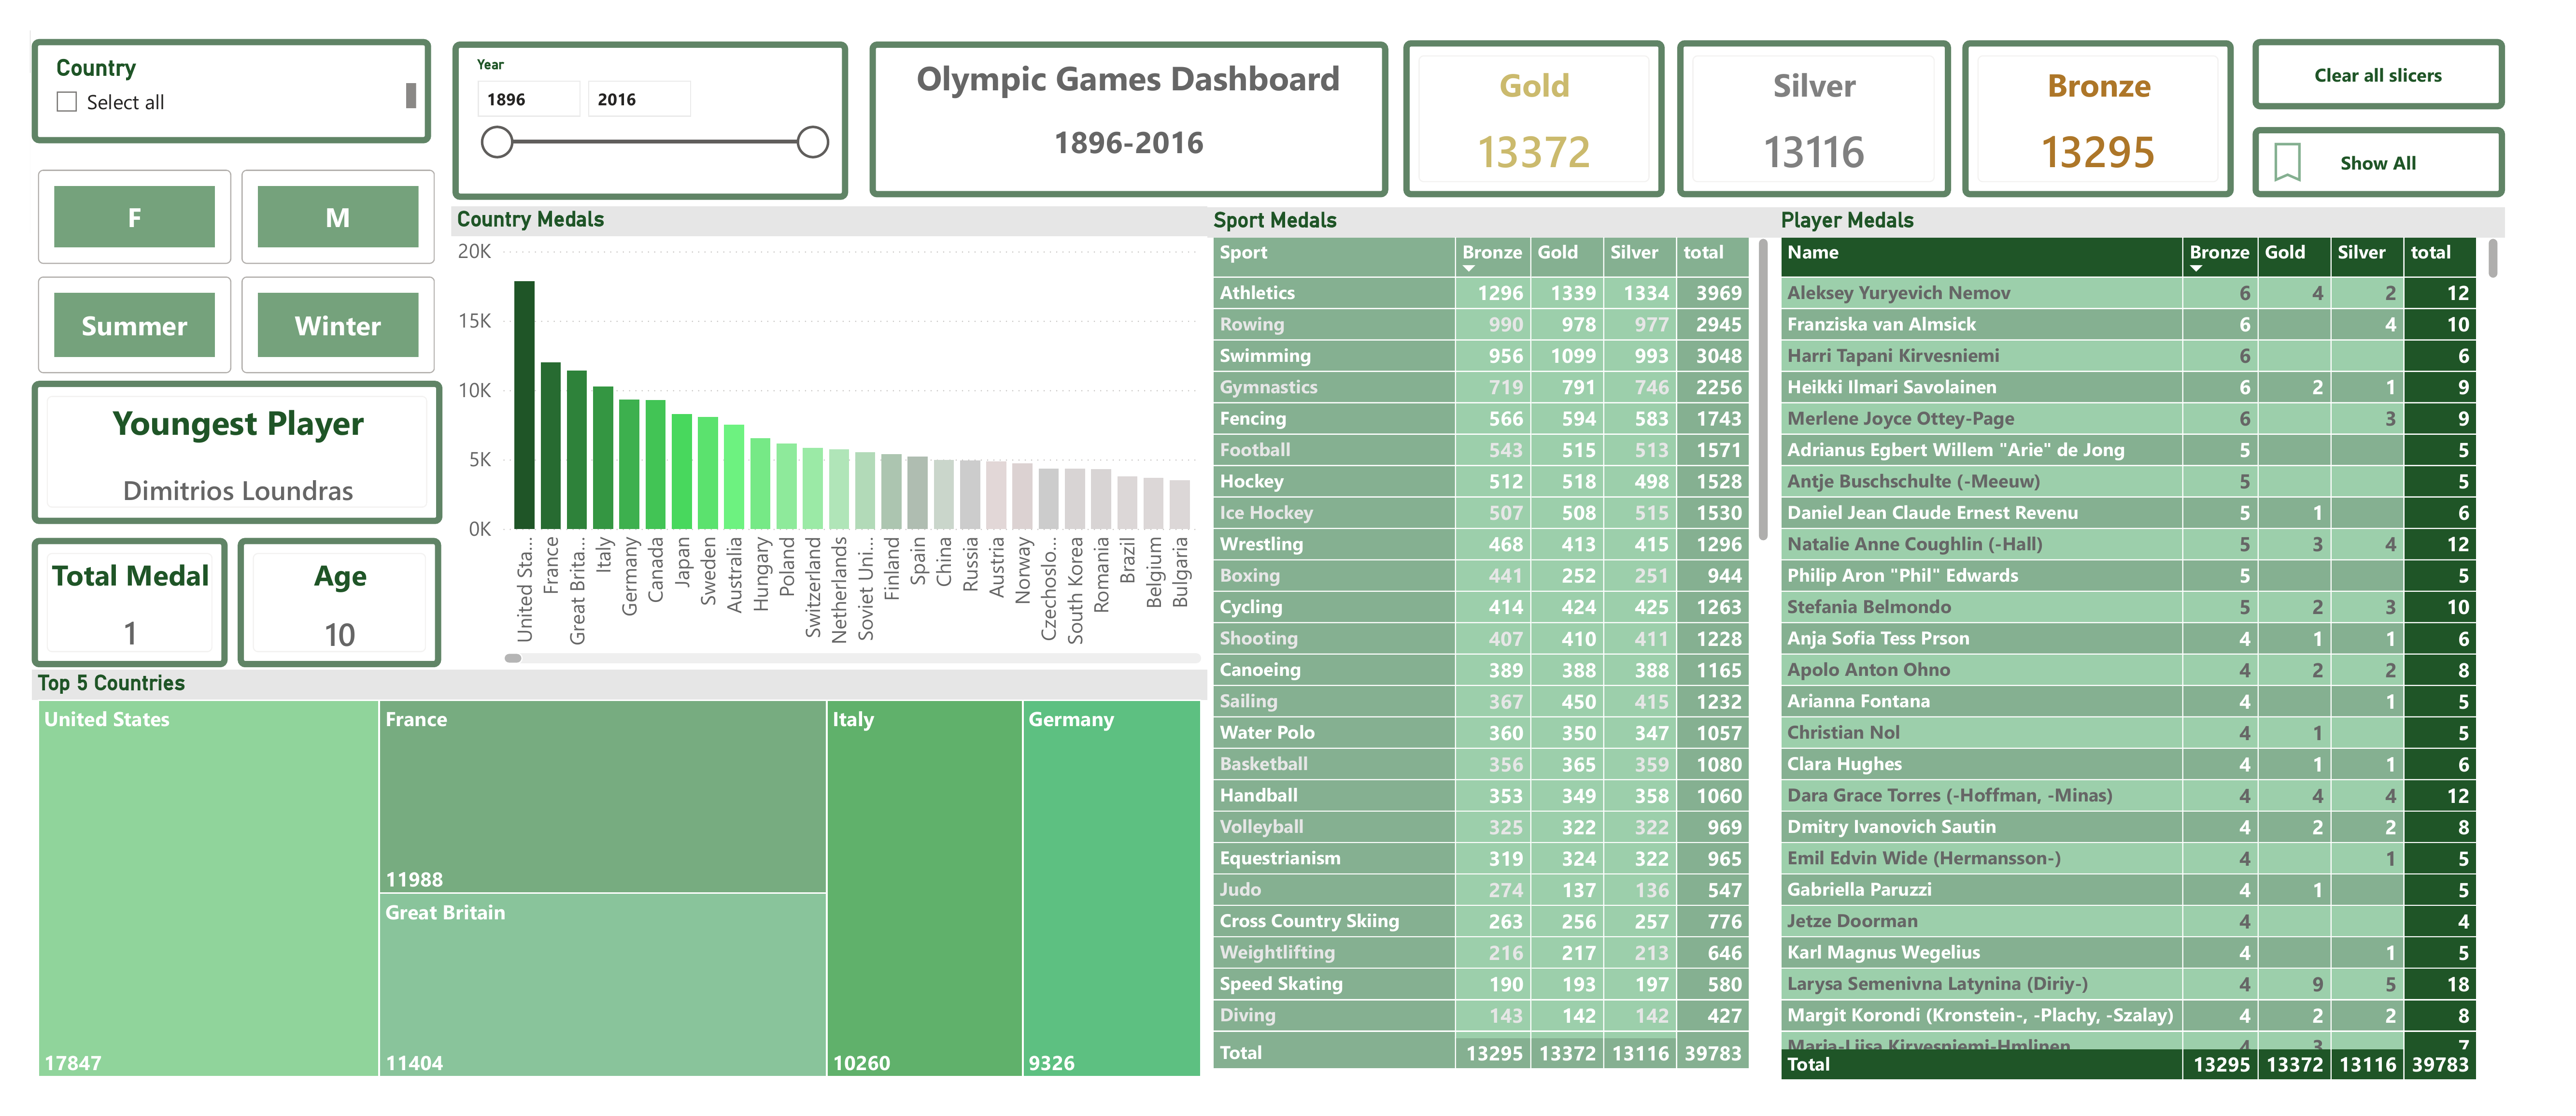 Country
Select all
Year
1896 2016
Olympic Games Dashboard
1896-2016
Gold
13372
Silver
13116
Bronze
13295
Clear all slicers
Show All
F M
Summer Winter
Youngest Player
Dimitrios Loundras
Total Medal
1
Age
10
Country Medals
20K
15K
10K
5K
0K
United Sta...
France
Great Brita...
Italy
Germany
Canada
Japan
Sweden
Australia
Hungary
Poland
Switzerland
Netherlands
Soviet Uni...
Finland
Spain
China
Russia
Austria
Norway
Czechoslo...
South Korea
Romania
Brazil
Belgium
Bulgaria
Top 5 Countries
United States
17847
France
11988
Great Britain
11404
Italy
10260
Germany
9326
Sport Medals
Sport Bronze Gold Silver total
Athletics 1296 1339 1334 3969
Rowing 990 978 977 2945
Swimming 956 1099 993 3048
Gymnastics 719 791 746 2256
Fencing 566 594 583 1743
Football 543 515 513 1571
Hockey 512 518 498 1528
Ice Hockey 507 508 515 1530
Wrestling 468 413 415 1296
Boxing 441 252 251 944
Cycling 414 424 425 1263
Shooting 407 410 411 1228
Canoeing 389 388 388 1165
Sailing 367 450 415 1232
Water Polo 360 350 347 1057
Basketball 356 365 359 1080
Handball 353 349 358 1060
Volleyball 325 322 322 969
Equestrianism 319 324 322 965
Judo 274 137 136 547
Cross Country Skiing 263 256 257 776
Weightlifting 216 217 213 646
Speed Skating 190 193 197 580
Diving 143 142 142 427
Total 13295 13372 13116 39783
Player Medals
Name Bronze Gold Silver total
Aleksey Yuryevich Nemov 6 4 2 12
Franziska van Almsick 6 4 10
Harri Tapani Kirvesniemi 6 6
Heikki Ilmari Savolainen 6 2 1 9
Merlene Joyce Ottey-Page 6 3 9
Adrianus Egbert Willem "Arie" de Jong 5 5
Antje Buschschulte (-Meeuw) 5 5
Daniel Jean Claude Ernest Revenu 5 1 6
Natalie Anne Coughlin (-Hall) 5 3 4 12
Philip Aron "Phil" Edwards 5 5
Stefania Belmondo 5 2 3 10
Anja Sofia Tess Prson 4 1 1 6
Apolo Anton Ohno 4 2 2 8
Arianna Fontana 4 1 5
Christian Nol 4 1 5
Clara Hughes 4 1 1 6
Dara Grace Torres (-Hoffman, -Minas) 4 4 4 12
Dmitry Ivanovich Sautin 4 2 2 8
Emil Edvin Wide (Hermansson-) 4 1 5
Gabriella Paruzzi 4 1 5
Jetze Doorman 4 4
Karl Magnus Wegelius 4 1 5
Larysa Semenivna Latynina (Diriy-) 4 9 5 18
Margit Korondi (Kronstein-, -Plachy, -Szalay) 4 2 2 8
Marja-Liisa Kirvesniemi-Hmlinen 4 3 7
Total 13295 13372 13116 39783